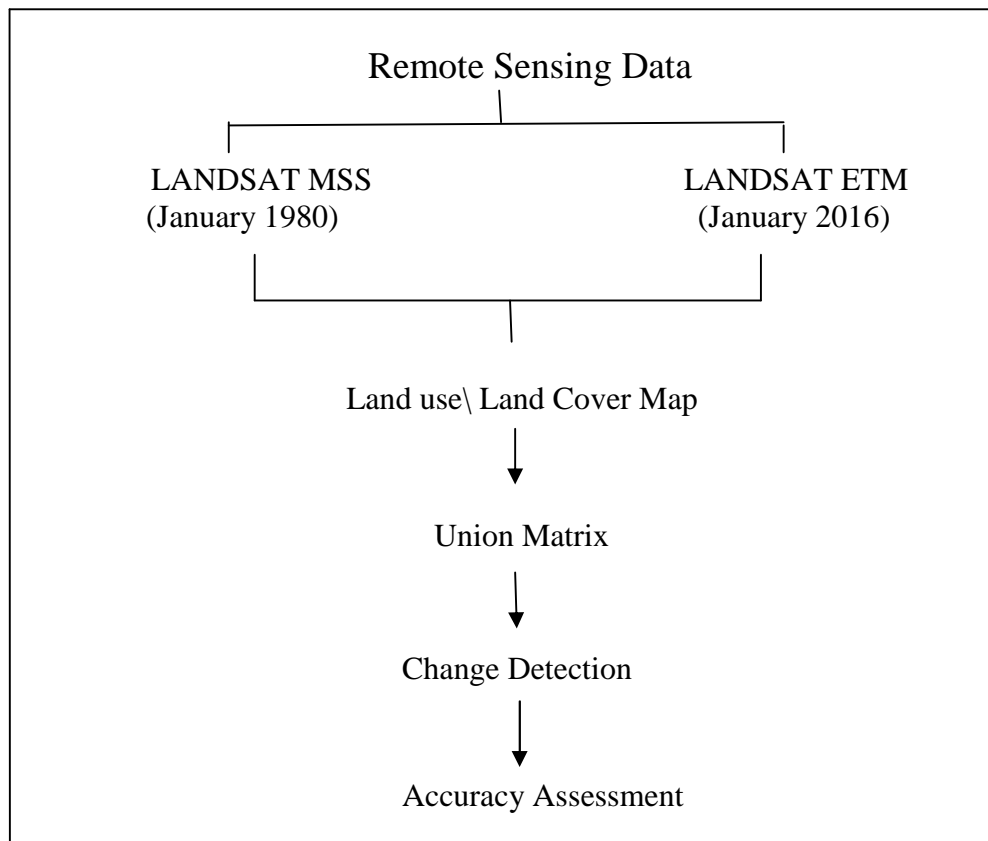 Remote Sensing Data
LANDSAT MSS
(January 1980)
LANDSAT ETM
(January 2016)
Land use\ Land Cover Map
Union Matrix
Change Detection
Accuracy Assessment